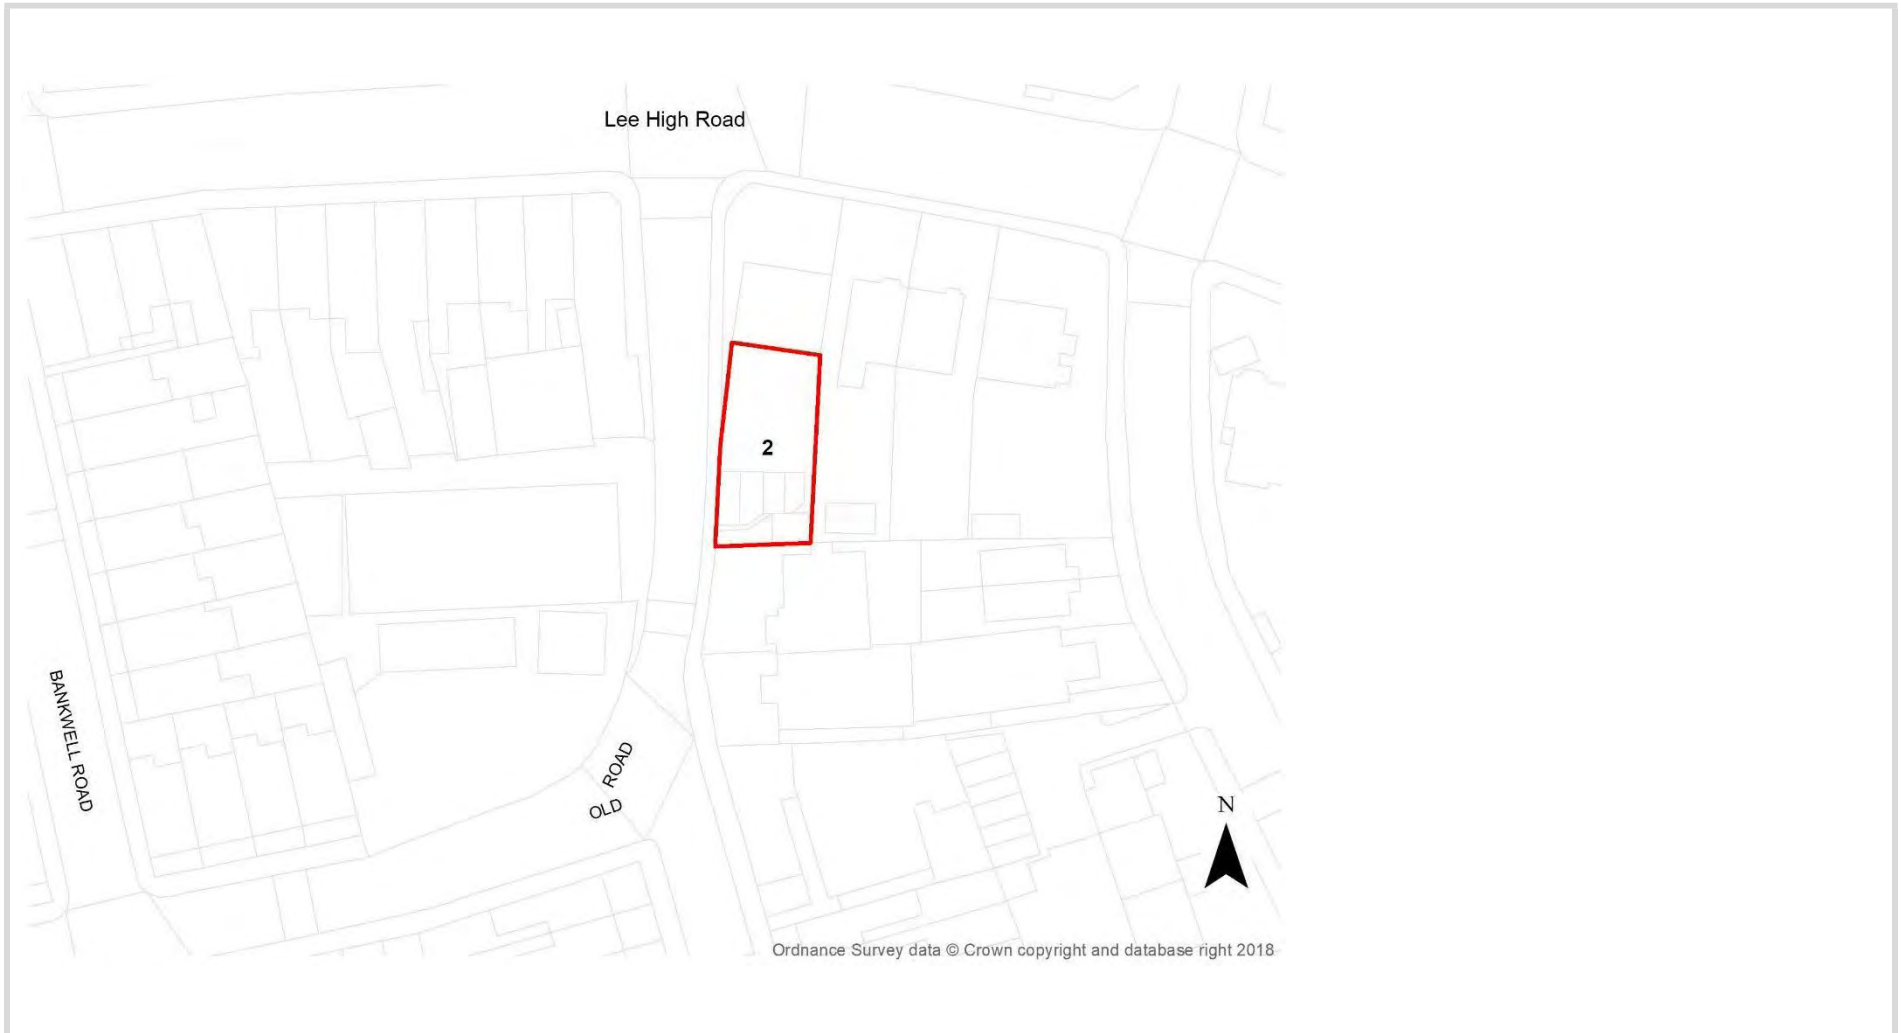 Lee High Road
2
BANKWELL ROAD
ROAD
OLD
N
Ordnance Survey data © Crown copyright and database right 2018